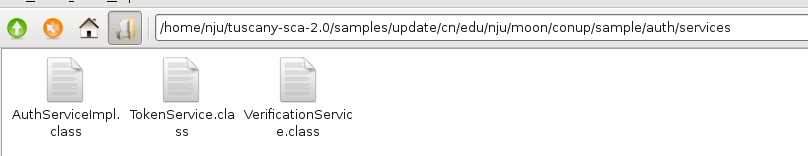 /home/nju/tuscany-sca-2.0/samples/update/cn/edu/nju/moon/conup/sample/auth/services
AuthServiceImpl.
class
TokenService.cla
ss
VerificationServic
e.class